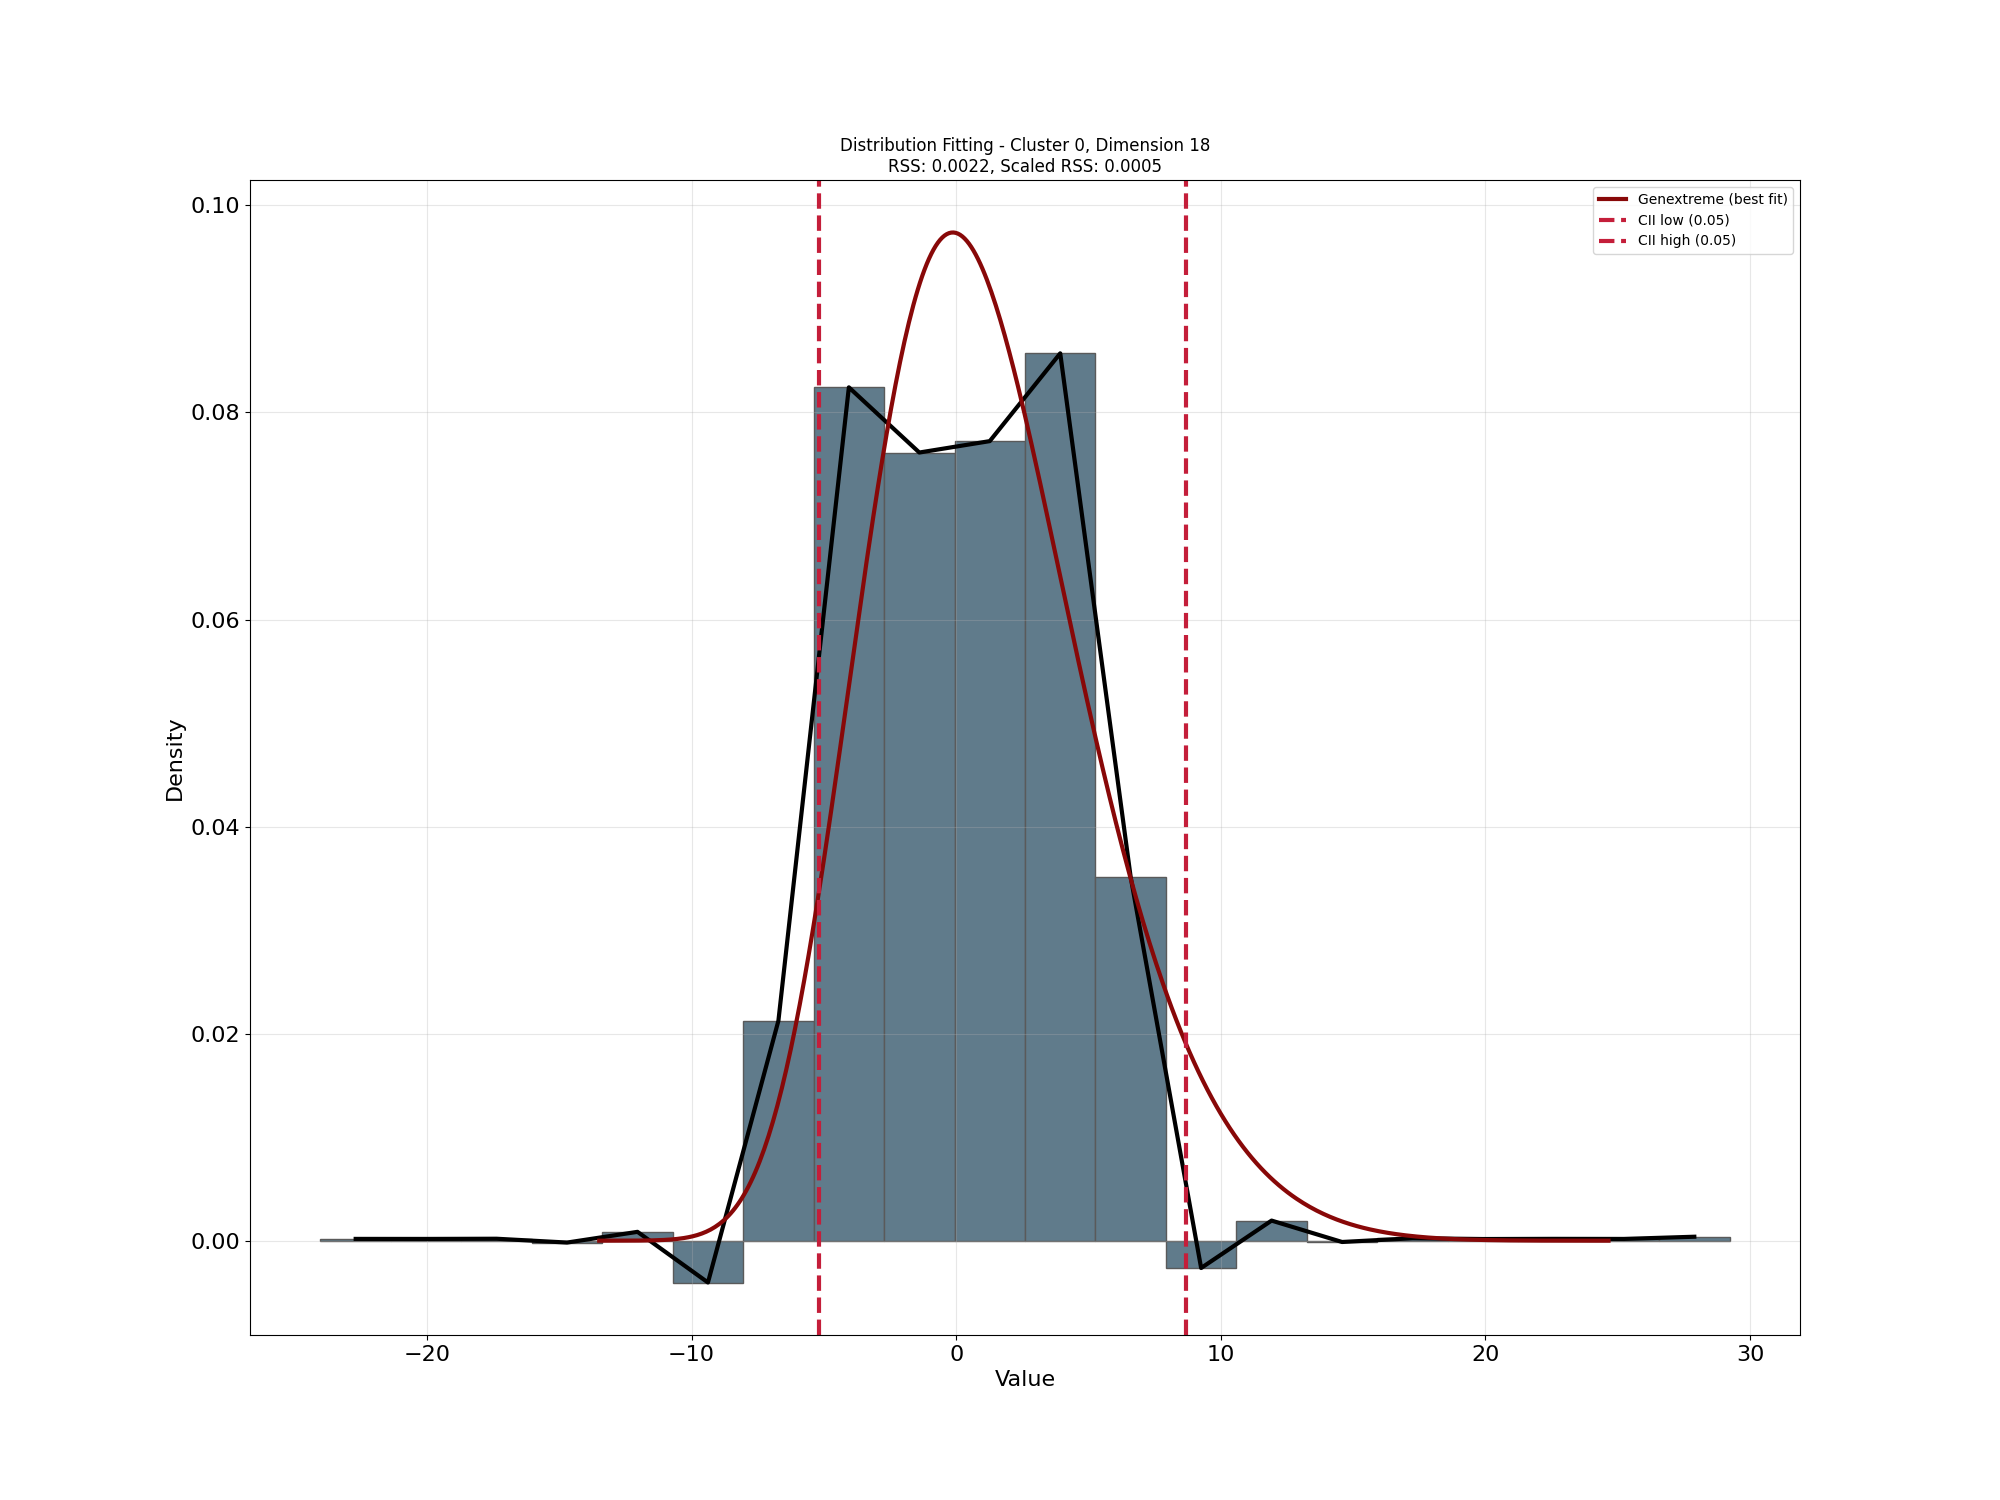 Distribution Fitting - Cluster 0, Dimension 18
RSS: 0.0022, Scaled RSS: 0.0005
Genextreme (best fit)
CII low (0.05)
CII high (0.05)
0.10
0.08
0.06
0.04
0.02
0.00
Density
−20
−10
0
10
20
30
Value